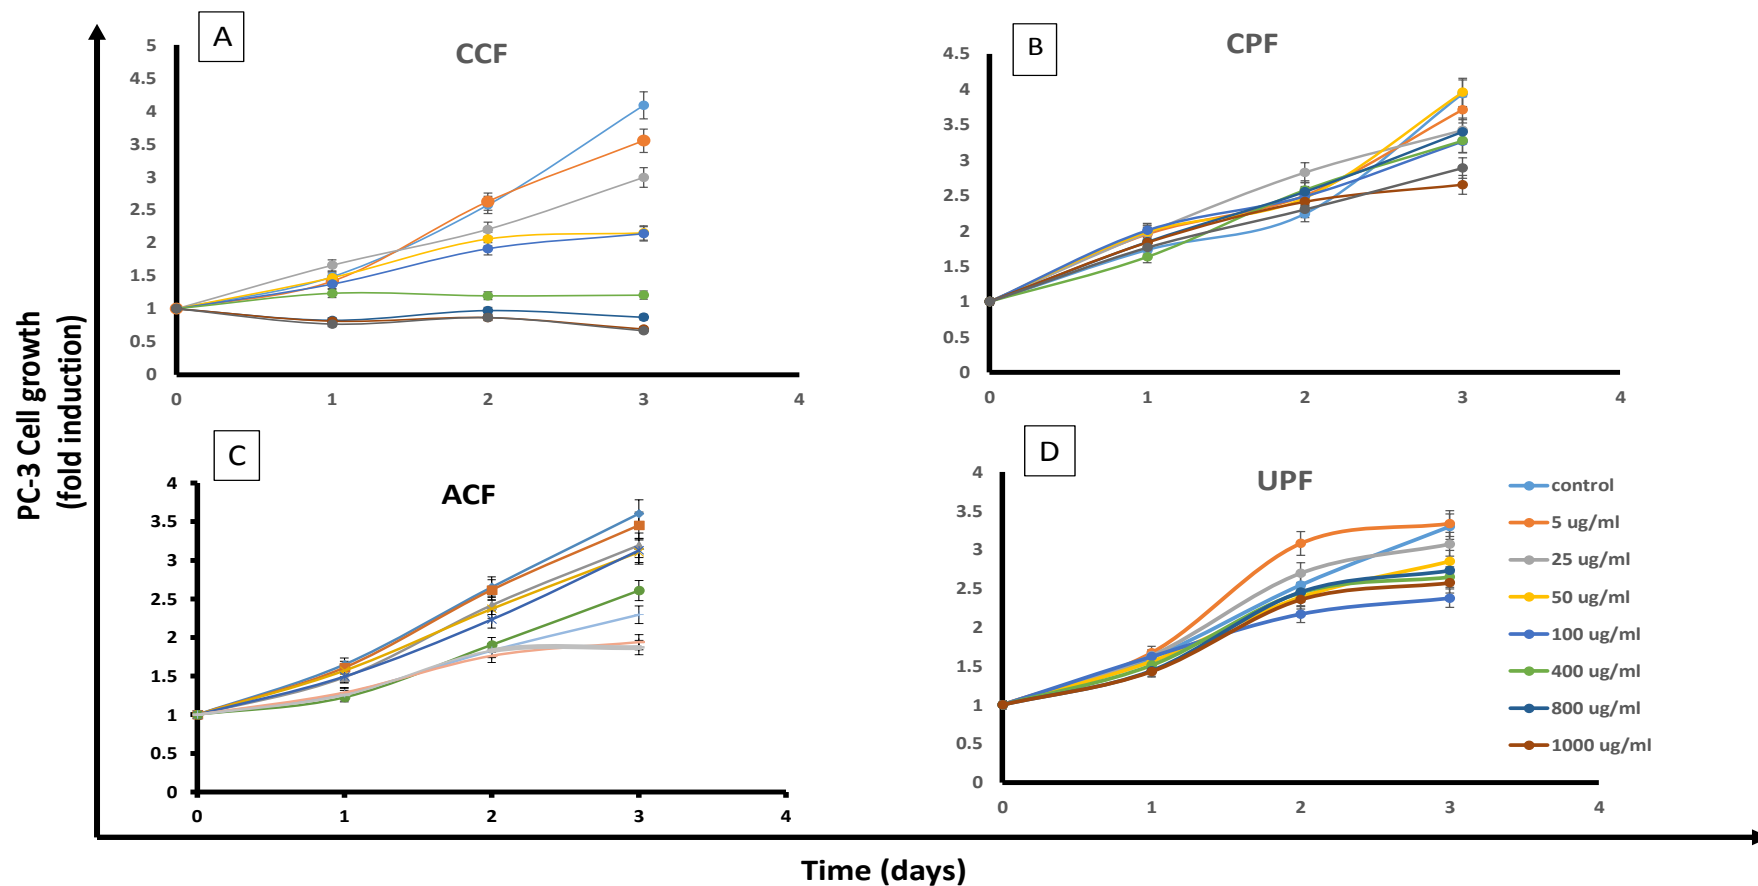 A
CCF
5
4.5
4
3.5
3
2.5
2
1.5
1
0.5
0
0 1 2 3 4
B
CPF
4.5
4
3.5
3
2.5
2
1.5
1
0.5
0
0 1 2 3 4
PC-3 Cell growth
(fold induction)
C
ACF
4
3.5
3
2.5
2
1.5
1
0.5
0
0 1 2 3 4
D
UPF
4
3.5
3
2.5
2
1.5
1
0.5
0
0 1 2 3 4
control
5 ug/ml
25 ug/ml
50 ug/ml
100 ug/ml
400 ug/ml
800 ug/ml
1000 ug/ml
Time (days)